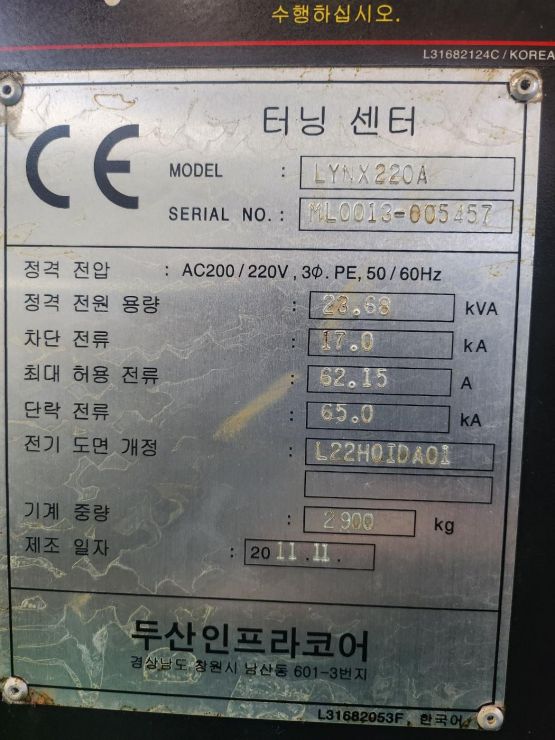 수행하십시오.
L31682124C / KOREA
CE
터닝 센터
MODEL : LYNX220A
SERIAL NO. : ML0013-005457
정격 전압 : AC200 / 220V , 3Φ. PE, 50 / 60Hz
정격 전원 용량 : 23.68 kVA
차단 전류 : 17.0 kA
최대 허용 전류 : 62.15 A
단락 전류 : 65.0 kA
전기 도면 개정 : L22HQIDA0I
기계 중량 : 2900 kg
제조 일자 : 2011.11.
두산인프라코어
경상남도 창원시 남산동 601-3번지
L31682053F, 한국어